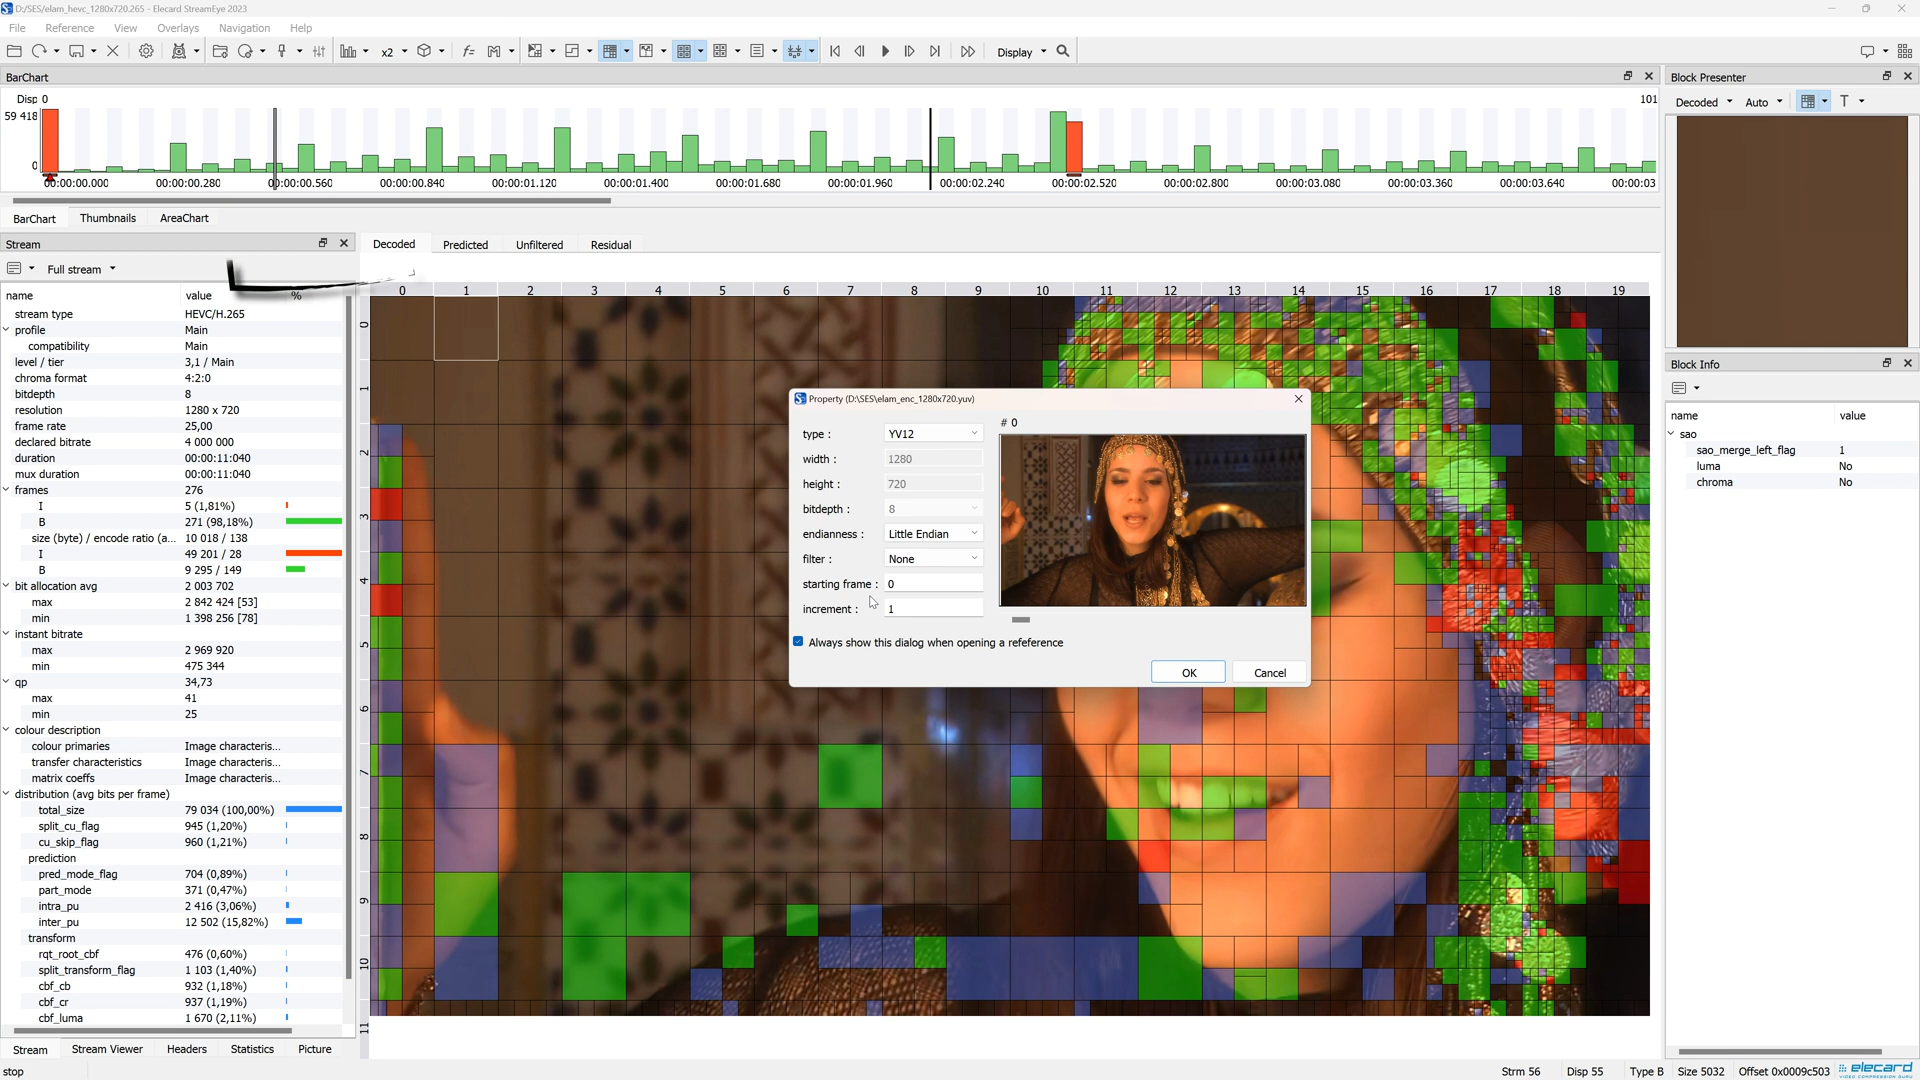 D:/SES/elam_hevc_1280x720.265 - Elecard StreamEye 2023
File Reference View Overlays Navigation Help
x2 Display
BarChart
Disp 0 101
59 418
0
00:00:00.000 00:00:00.280 00:00:00.560 00:00:00.840 00:00:01.120 00:00:01.400 00:00:01.680 00:00:01.960 00:00:02.240 00:00:02.520 00:00:02.800 00:00:03.080 00:00:03.360 00:00:03.640 00:00:03
BarChart Thumbnails AreaChart
Stream
Full stream
name value %
stream type HEVC/H.265
profile Main
compatibility Main
level / tier 3,1 / Main
chroma format 4:2:0
bitdepth 8
resolution 1280 x 720
frame rate 25,00
declared bitrate 4 000 000
duration 00:00:11:040
mux duration 00:00:11:040
frames 276
I 5 (1,81%)
B 271 (98,18%)
size (byte) / encode ratio (a... 10 018 / 138
I 49 201 / 28
B 9 295 / 149
bit allocation avg 2 003 702
max 2 842 424 [53]
min 1 398 256 [78]
instant bitrate
max 2 969 920
min 475 344
qp 34,73
max 41
min 25
colour description
colour primaries Image characteris...
transfer characteristics Image characteris...
matrix coeffs Image characteris...
distribution (avg bits per frame)
total_size 79 034 (100,00%)
split_cu_flag 945 (1,20%)
cu_skip_flag 960 (1,21%)
prediction
pred_mode_flag 704 (0,89%)
part_mode 371 (0,47%)
intra_pu 2 416 (3,06%)
inter_pu 12 502 (15,82%)
transform
rqt_root_cbf 476 (0,60%)
split_transform_flag 1 103 (1,40%)
cbf_cb 932 (1,18%)
cbf_cr 937 (1,19%)
cbf_luma 1 670 (2,11%)
Stream Stream Viewer Headers Statistics Picture
stop
Decoded Predicted Unfiltered Residual
0 1 2 3 4 5 6 7 8 9 10 11 12 13 14 15 16 17 18 19
0
1
2
3
4
5
6
7
8
9
10
11
Property (D:\SES\elam_enc_1280x720.yuv)
type : YV12
width : 1280
height : 720
bitdepth : 8
endianness : Little Endian
filter : None
starting frame : 0
increment : 1
# 0
Always show this dialog when opening a refeference
OK Cancel
Block Presenter
Decoded Auto T
Block Info
name value
sao
sao_merge_left_flag 1
luma No
chroma No
Strm 56 Disp 55 Type B Size 5032 Offset 0x0009c503
elecard
VIDEO COMPRESSION GURU